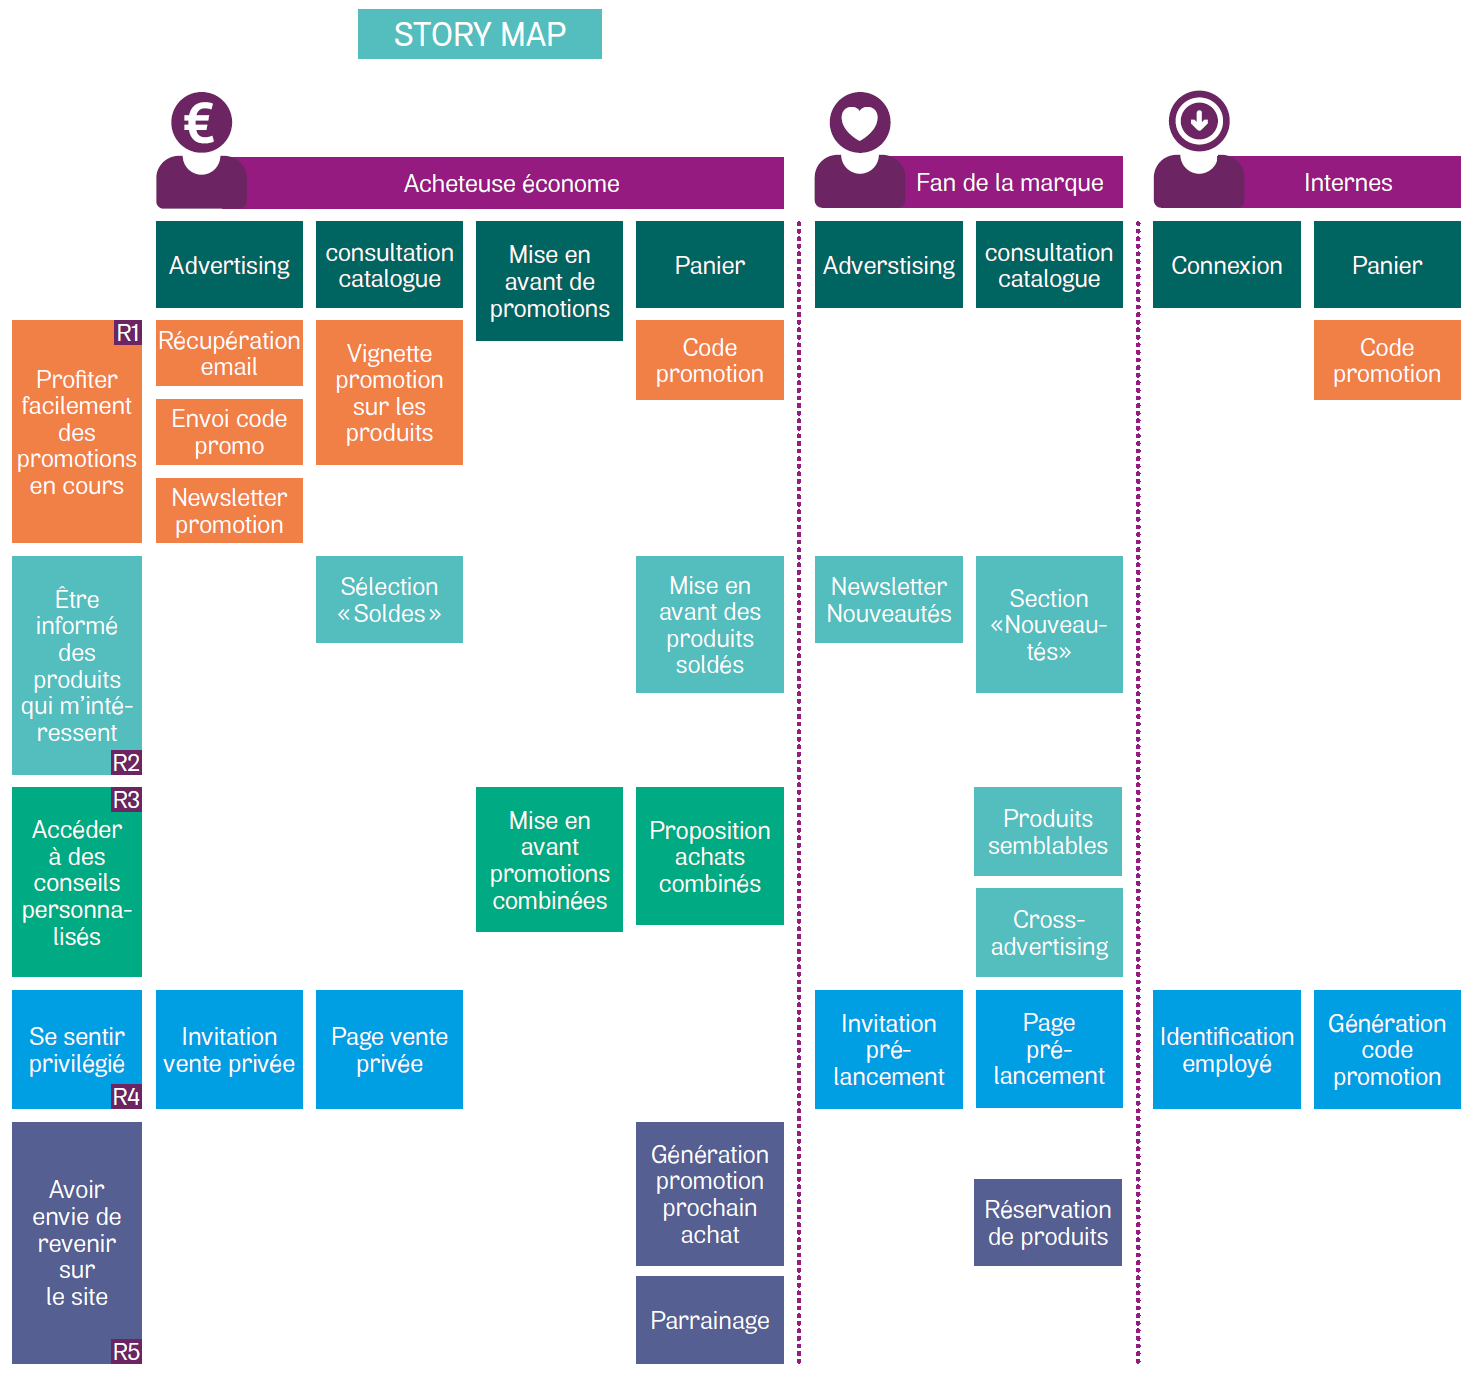 STORY MAP
€
Acheteuse économe
Fan de la marque
Internes
Advertising
consultation
catalogue
Mise en
avant de
promotions
Panier
Adverstising
consultation
catalogue
Connexion
Panier
R1
Profiter
facilement
des
promotions
en cours
Récupération
email
Envoi code
promo
Newsletter
promotion
Vignette
promotion
sur les
produits
Code
promotion
Code
promotion
Être
informé
des
produits
qui m’inté-
ressent
R2
Sélection
« Soldes »
Mise en
avant des
produits
soldés
Newsletter
Nouveautés
Section
«Nouveau-
tés»
R3
Accéder
à des
conseils
personna-
lisés
Mise en
avant
promotions
combinées
Proposition
achats
combinés
Produits
semblables
Cross-
advertising
Se sentir
privilégié
R4
Invitation
vente privée
Page vente
privée
Invitation
pré-
lancement
Page
pré-
lancement
Identification
employé
Génération
code
promotion
Avoir
envie de
revenir
sur
le site
R5
Génération
promotion
prochain
achat
Parrainage
Réservation
de produits